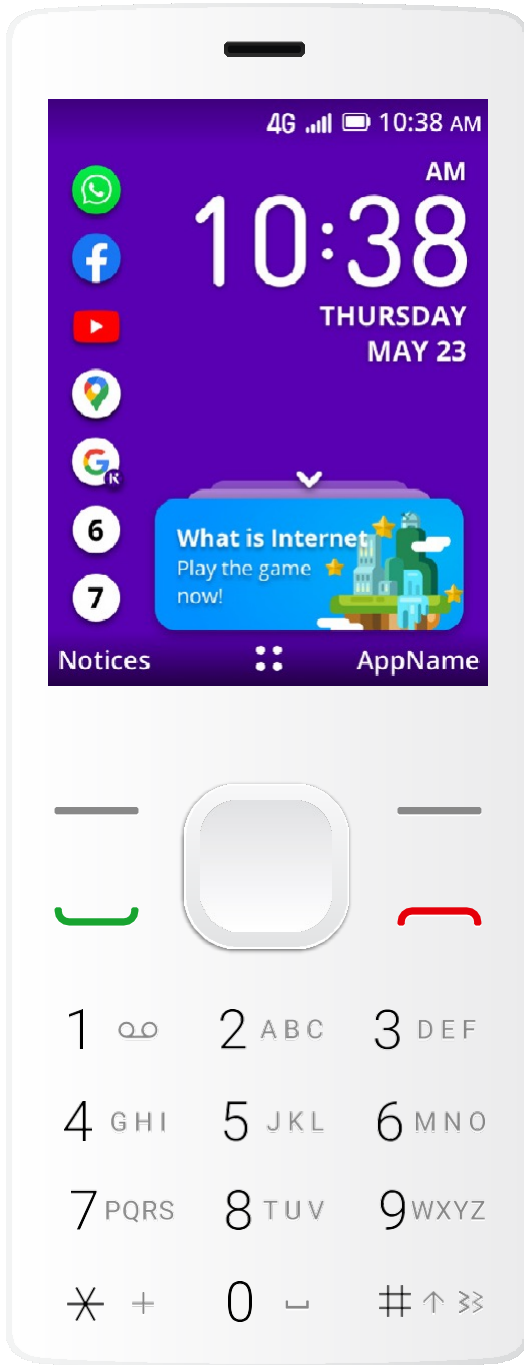 4G 10:38 AM
AM
10:38
THURSDAY
MAY 23
6
7
What is Internet
Play the game
now!
Notices
AppName
1
2 ABC
3 DEF
4 GHI
5 JKL
6 MNO
7 PQRS
8 TUV
9 WXYZ
* +
0
#